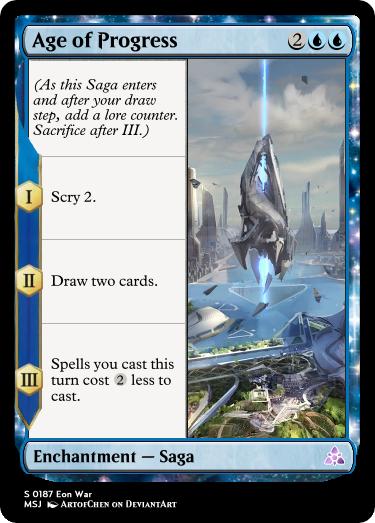 Age of Progress 2UU
(As this Saga enters
and after your draw
step, add a lore counter.
Sacrifice after III.)
I Scry 2.
II Draw two cards.
III Spells you cast this
turn cost 2 less to
cast.
Enchantment — Saga
S 0187 Eon War
MSJ ArtofChen on DeviantArt